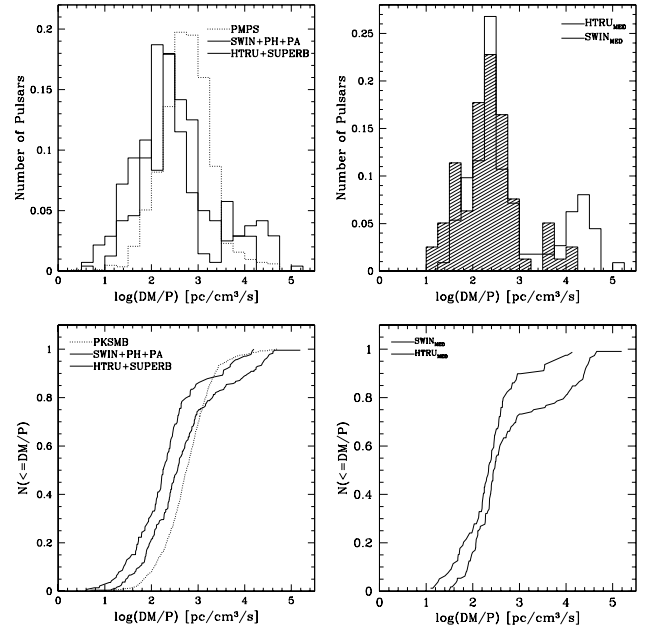 0.2
0.15
0.1
0.05
0
Number of Pulsars
PMPS
SWIN+PH+PA
HTRU+SUPERB
0 1 2 3 4 5
log(DM/P) [pc/cm³/s]
0.25
0.2
0.15
0.1
0.05
0
Number of Pulsars
HTRU_MED
SWIN_MED
0 1 2 3 4 5
log(DM/P) [pc/cm³/s]
1
0.8
0.6
0.4
0.2
0
N(<=DM/P)
PKSMB
SWIN+PH+PA
HTRU+SUPERB
0 1 2 3 4 5
log(DM/P) [pc/cm³/s]
1
0.8
0.6
0.4
0.2
0
N(<=DM/P)
SWIN_MED
HTRU_MED
0 1 2 3 4 5
log(DM/P) [pc/cm³/s]